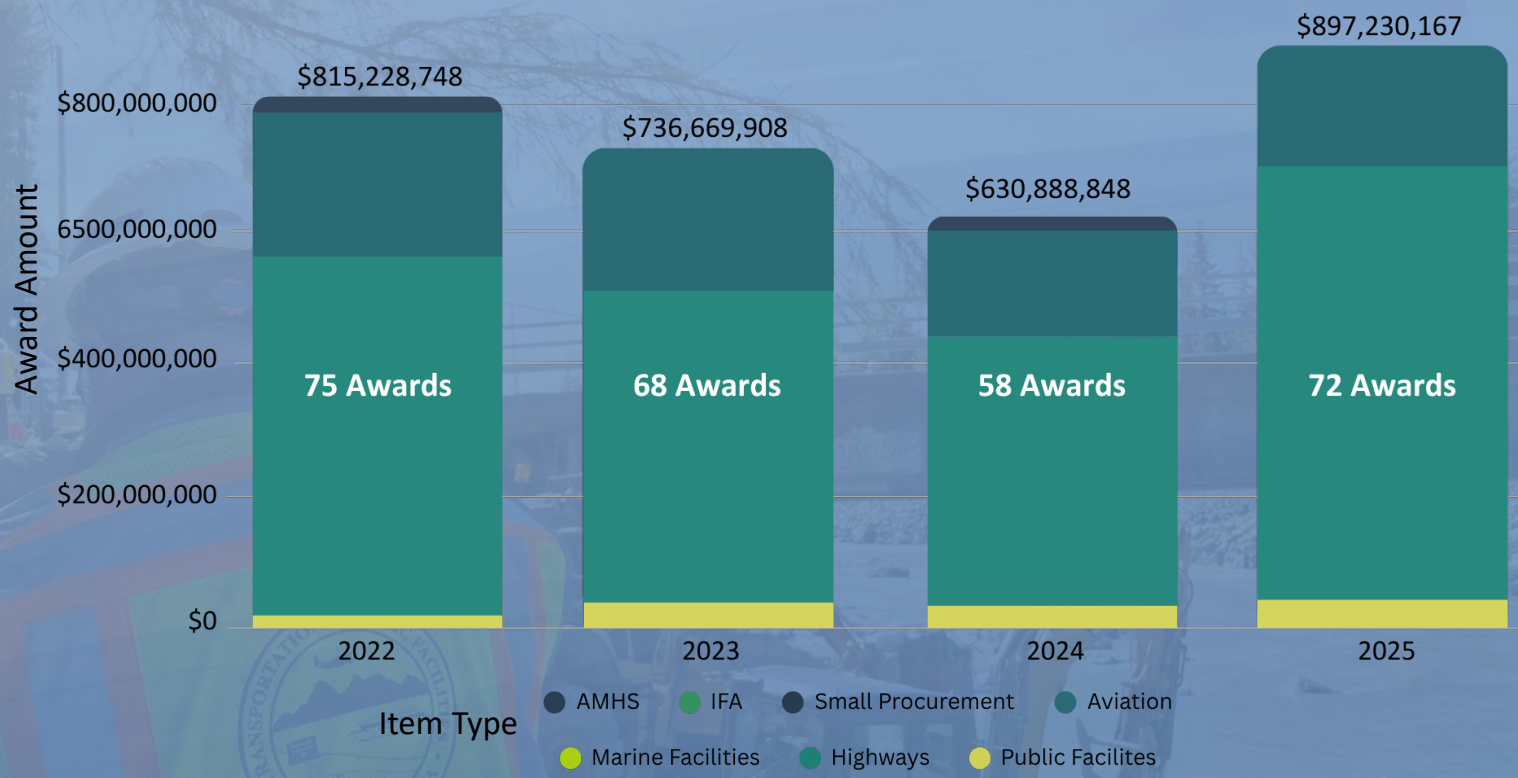 $897,230,167
$815,228,748
$800,000,000
$736,669,908
$630,888,848
6500,000,000
Award Amount
$400,000,000
75 Awards
68 Awards
58 Awards
72 Awards
$200,000,000
$0
2022
2023
2024
2025
Item Type
AMHS
IFA
Small Procurement
Aviation
Marine Facilities
Highways
Public Facilites
TRANSPORTATIO
FACILITIES